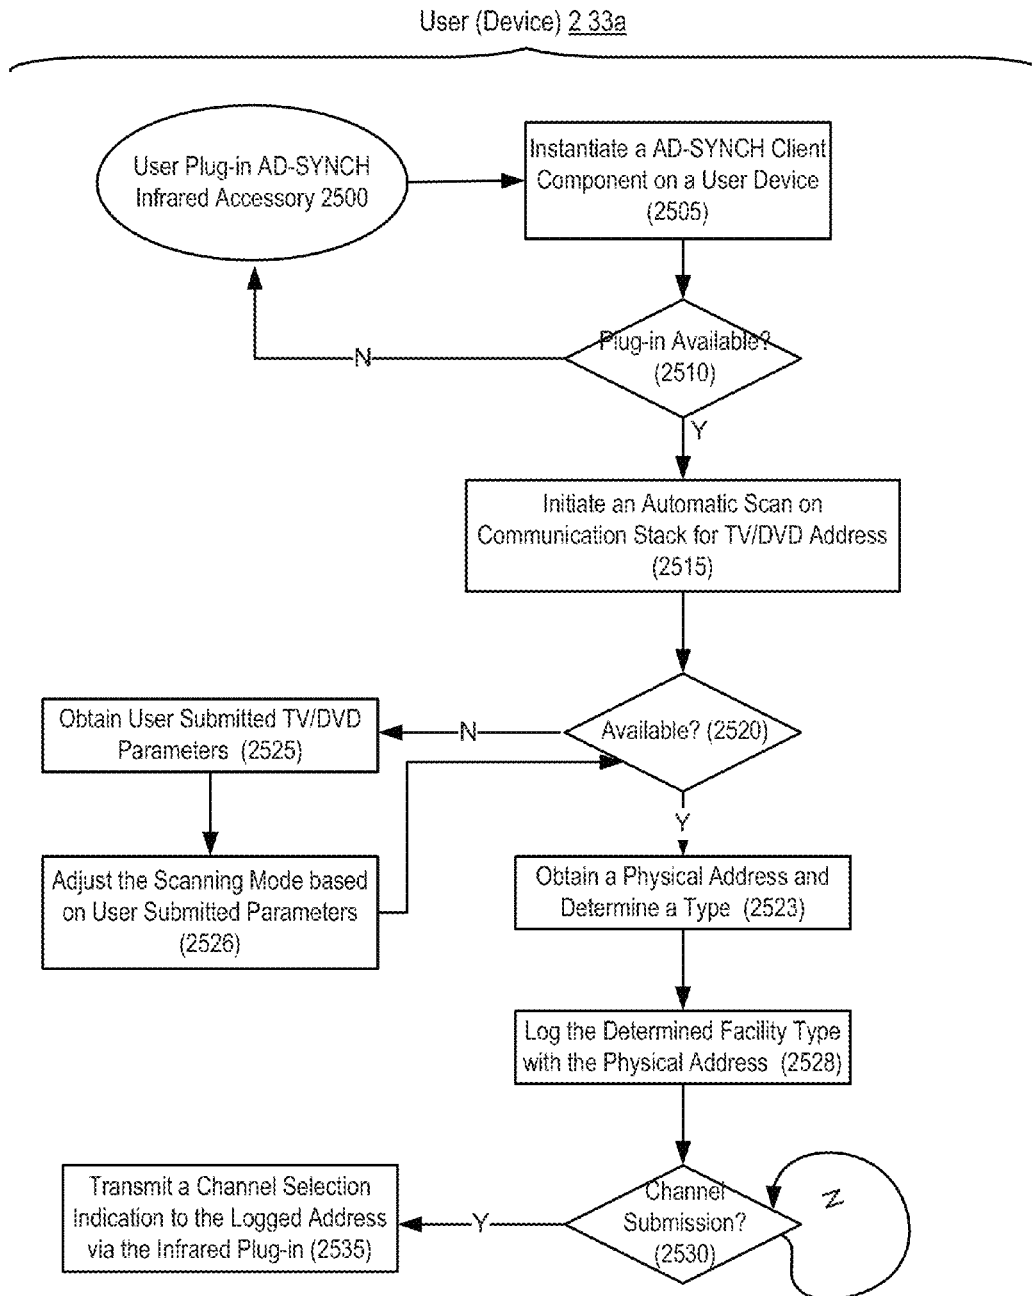 User (Device) 2 33a
User Plug-in AD-SYNCH
Infrared Accessory 2500
Instantiate a AD-SYNCH Client
Component on a User Device
(2505)
Plug-in Available?
(2510)
N
Y
Initiate an Automatic Scan on
Communication Stack for TV/DVD Address
(2515)
Available? (2520)
N
Obtain User Submitted TV/DVD
Parameters (2525)
Adjust the Scanning Mode based
on User Submitted Parameters
(2526)
Y
Obtain a Physical Address and
Determine a Type (2523)
Log the Determined Facility Type
with the Physical Address (2528)
Channel
Submission?
(2530)
N
Y
Transmit a Channel Selection
Indication to the Logged Address
via the Infrared Plug-in (2535)